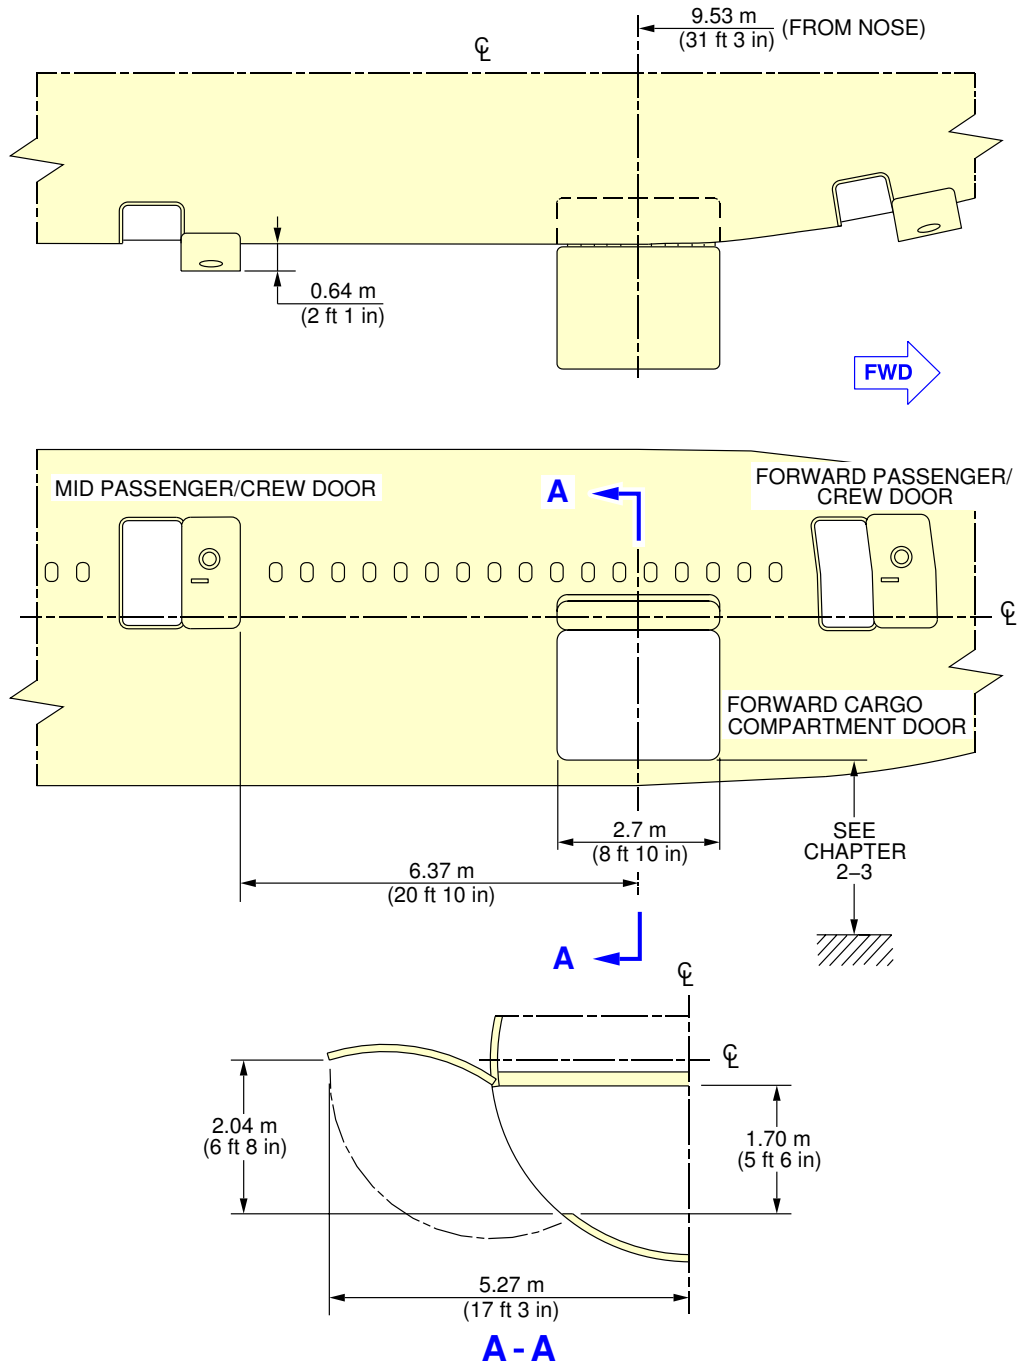 ℄
9.53 m
(31 ft 3 in)
(FROM NOSE)
0.64 m
(2 ft 1 in)
FWD
MID PASSENGER/CREW DOOR
A
FORWARD PASSENGER/
CREW DOOR
℄
FORWARD CARGO
COMPARTMENT DOOR
2.7 m
(8 ft 10 in)
SEE
CHAPTER
2–3
6.37 m
(20 ft 10 in)
A
℄
℄
2.04 m
(6 ft 8 in)
1.70 m
(5 ft 6 in)
5.27 m
(17 ft 3 in)
A - A